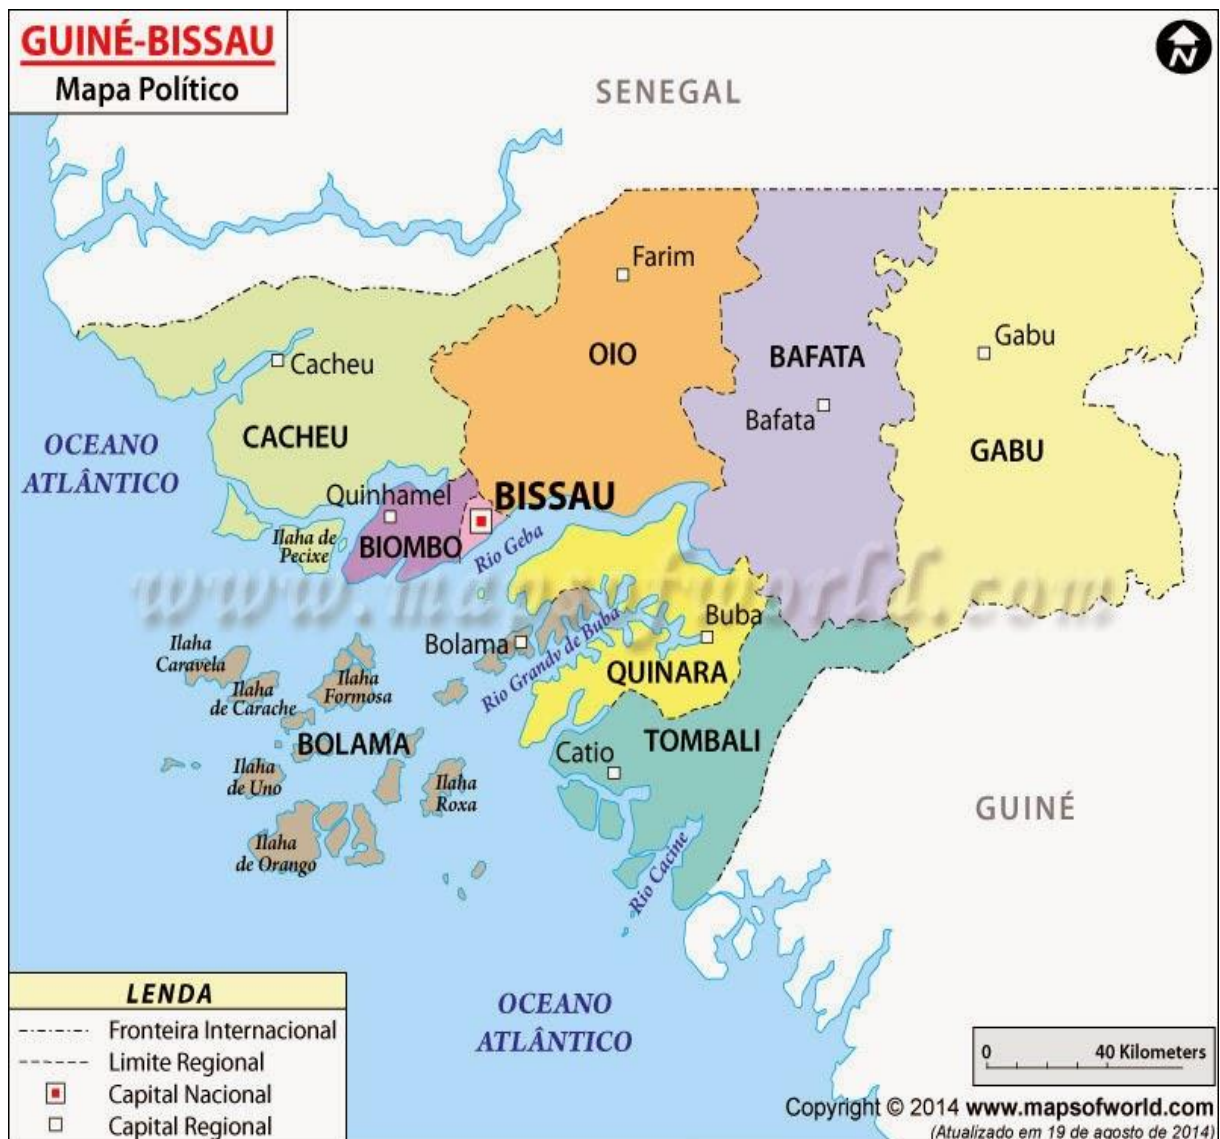 GUINÉ-BISSAU
Mapa Político
N
SENEGAL
Farim
OIO
BAFATA
Gabu
Cacheu
Bafata
CACHEU
GABU
OCEANO
ATLÂNTICO
Quinhamel
BISSAU
Ilaha de
Pecixe
BIOMBO
Rio Geba
www.mapsofworld.com
Buba
Bolama
Rio Grandv de Buba
QUINARA
Ilaha
Caravela
Ilaha
de Carache
Ilaha
Formosa
BOLAMA
TOMBALI
Catio
Ilaha
de Uno
Ilaha
Roxa
GUINÉ
Ilaha
de Orango
Rio Cacine
OCEANO
ATLÂNTICO
LENDA
Fronteira Internacional
Limite Regional
Capital Nacional
Capital Regional
0 40 Kilometers
Copyright © 2014 www.mapsofworld.com
(Atualizado em 19 de agosto de 2014)